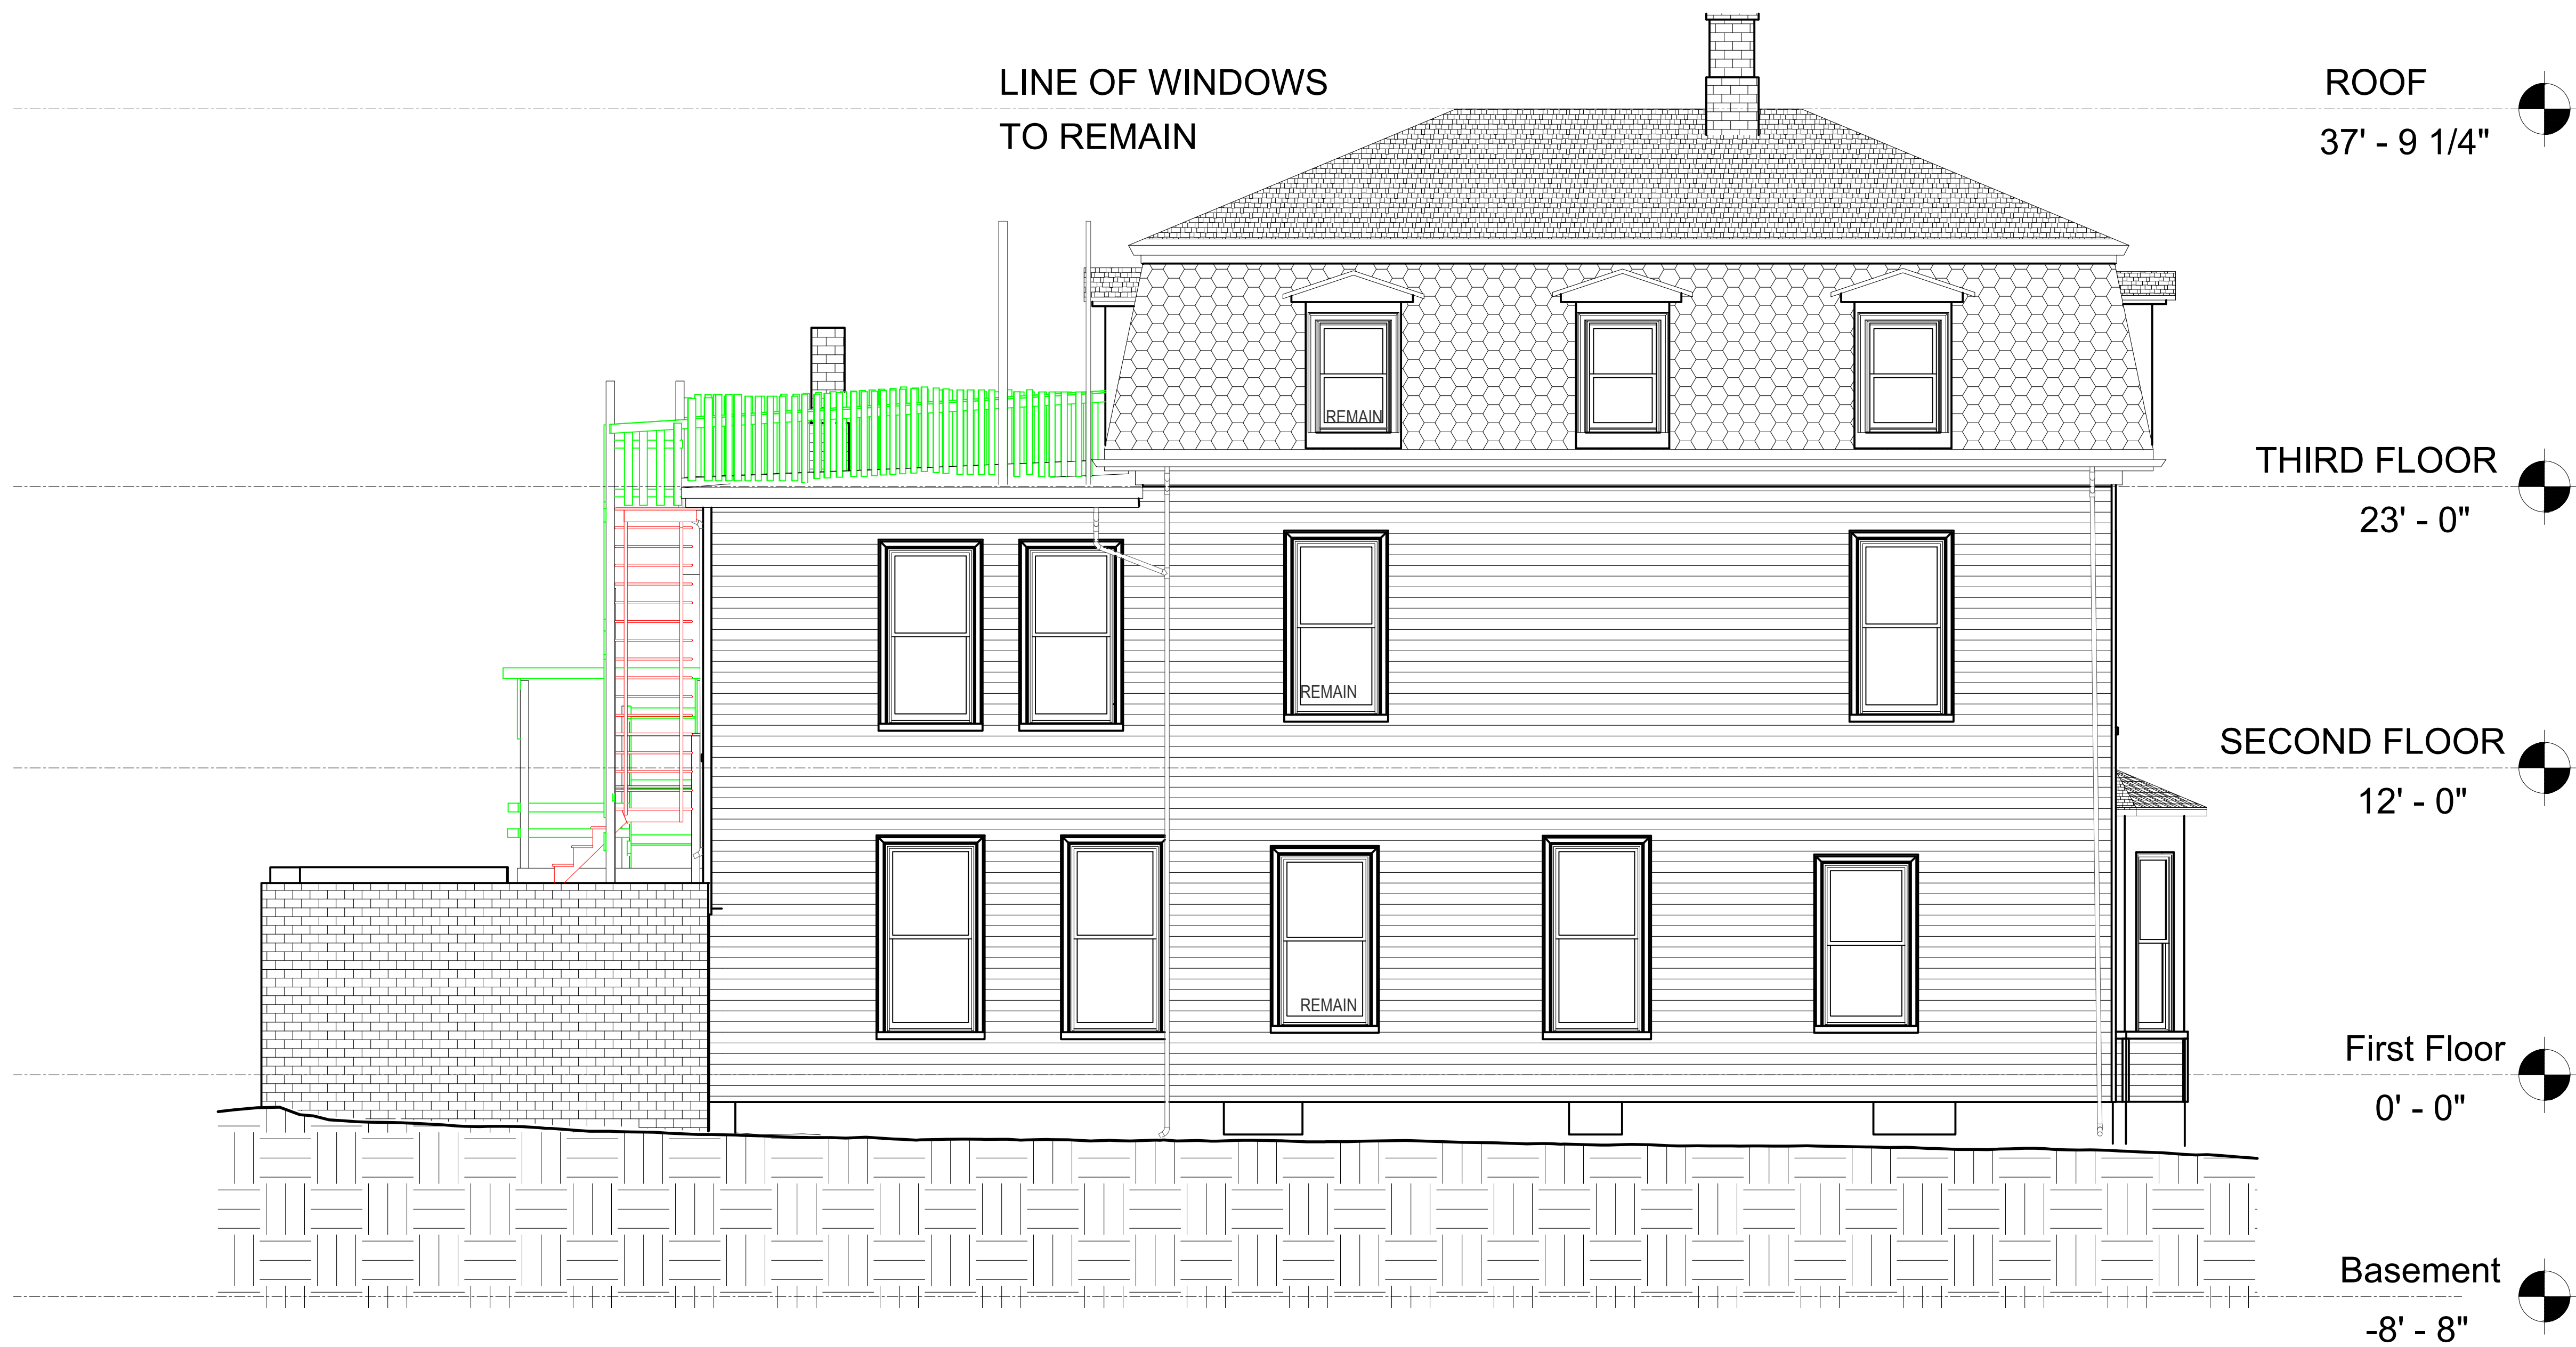 LINE OF WINDOWS
TO REMAIN
ROOF
37' - 9 1/4"
REMAIN
THIRD FLOOR
23' - 0"
REMAIN
SECOND FLOOR
12' - 0"
REMAIN
First Floor
0' - 0"
Basement
-8' - 8"